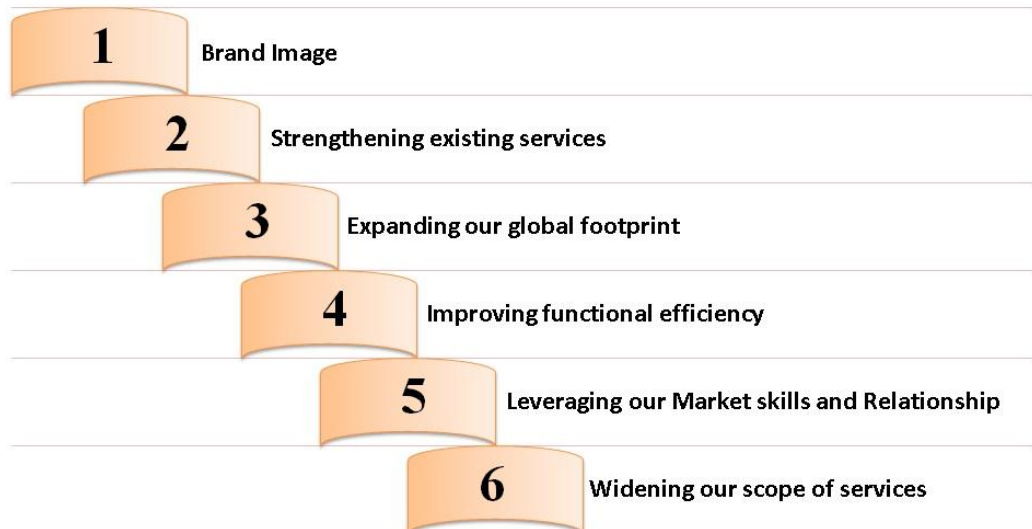 1 Brand Image
2 Strengthening existing services
3 Expanding our global footprint
4 Improving functional efficiency
5 Leveraging our Market skills and Relationship
6 Widening our scope of services